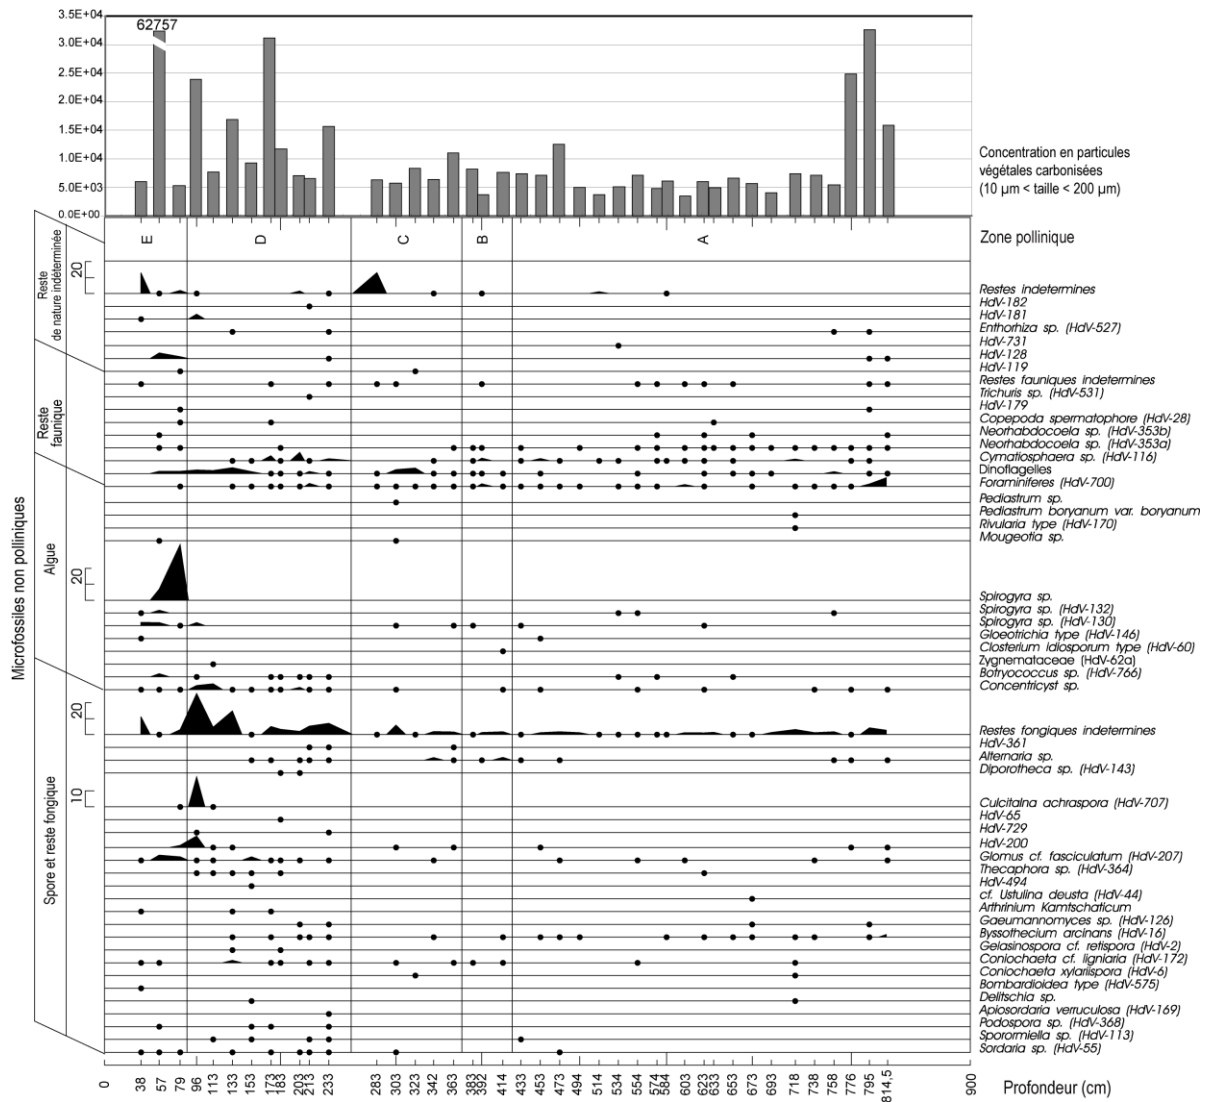 62757
3.5E+04
3.0E+04
2.5E+04
2.0E+04
1.5E+04
1.0E+04
5.0E+03
0.0E+00
Concentration en particules
végétales carbonisées
(10 µm < taille < 200 µm)
E
D
C
B
A
Zone pollinique
Microfossiles non polliniques
Reste
de nature indéterminée
Reste
faunique
Algue
Spore et reste fongique
20
20
20
10
Restes indetermines
HdV-182
HdV-181
Enthorhiza sp. (HdV-527)
HdV-731
HdV-128
HdV-119
Restes fauniques indetermines
Trichuris sp. (HdV-531)
HdV-179
Copepoda spermatophore (HdV-28)
Neorhabdocoela sp. (HdV-353b)
Neorhabdocoela sp. (HdV-353a)
Cymatiosphaera sp. (HdV-116)
Dinoflagelles
Foraminiferes (HdV-700)
Pediastrum sp.
Pediastrum boryanum var. boryanum
Rivularia type (HdV-170)
Mougeotia sp.
Spirogyra sp.
Spirogyra sp. (HdV-132)
Spirogyra sp. (HdV-130)
Gloeotrichia type (HdV-146)
Closterium idiosporum type (HdV-60)
Zygnemataceae (HdV-62a)
Botryococcus sp. (HdV-766)
Concentricyst sp.
Restes fongiques indetermines
HdV-361
Alternaria sp.
Diporotheca sp. (HdV-143)
Culcitalna achraspora (HdV-707)
HdV-65
HdV-729
HdV-200
Glomus cf. fasciculatum (HdV-207)
Thecaphora sp. (HdV-364)
HdV-494
cf. Ustulina deusta (HdV-44)
Arthrinium Kamtschaticum
Gaeumannomyces sp. (HdV-126)
Byssothecium arcinans (HdV-16)
Gelasinospora cf. retispora (HdV-2)
Coniochaeta cf. ligniaria (HdV-172)
Coniochaeta xylariispora (HdV-6)
Bombardioidea type (HdV-575)
Delitschia sp.
Apiosordaria verruculosa (HdV-169)
Podospora sp. (HdV-368)
Sporormiella sp. (HdV-113)
Sordaria sp. (HdV-55)
0 38 57 79 96 113 133 153 173 183 203 213 233 283 303 323 342 363 383 392 414 433 453 473 494 514 534 554 574 584 603 623 633 653 673 693 718 738 758 776 795 814,5 900
Profondeur (cm)